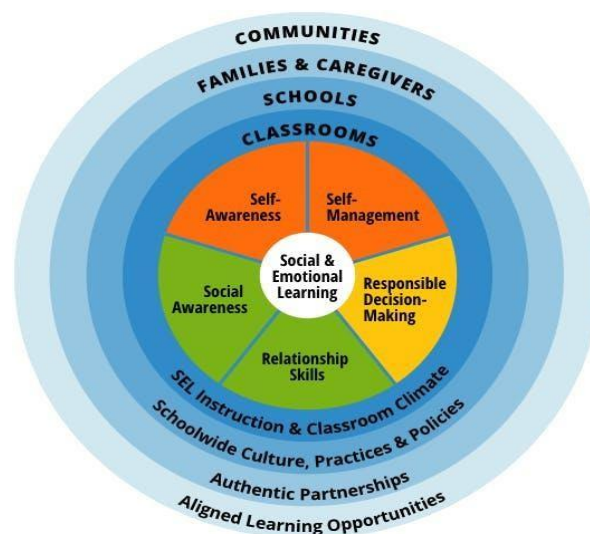 COMMUNITIES
FAMILIES & CAREGIVERS
SCHOOLS
CLASSROOMS
Self-
Awareness
Self-
Management
Social &
Emotional
Learning
Social
Awareness
Responsible
Decision-
Making
Relationship
Skills
SEL Instruction & Classroom Climate
Schoolwide Culture, Practices & Policies
Authentic Partnerships
Aligned Learning Opportunities